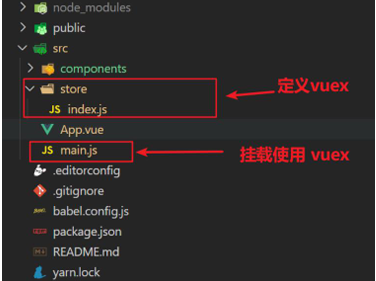 node_modules
public
src
components
store
定义vuex
JS index.js
App.vue
JS main.js
挂载使用 vuex
.editorconfig
.gitignore
babel.config.js
package.json
README.md
yarn.lock